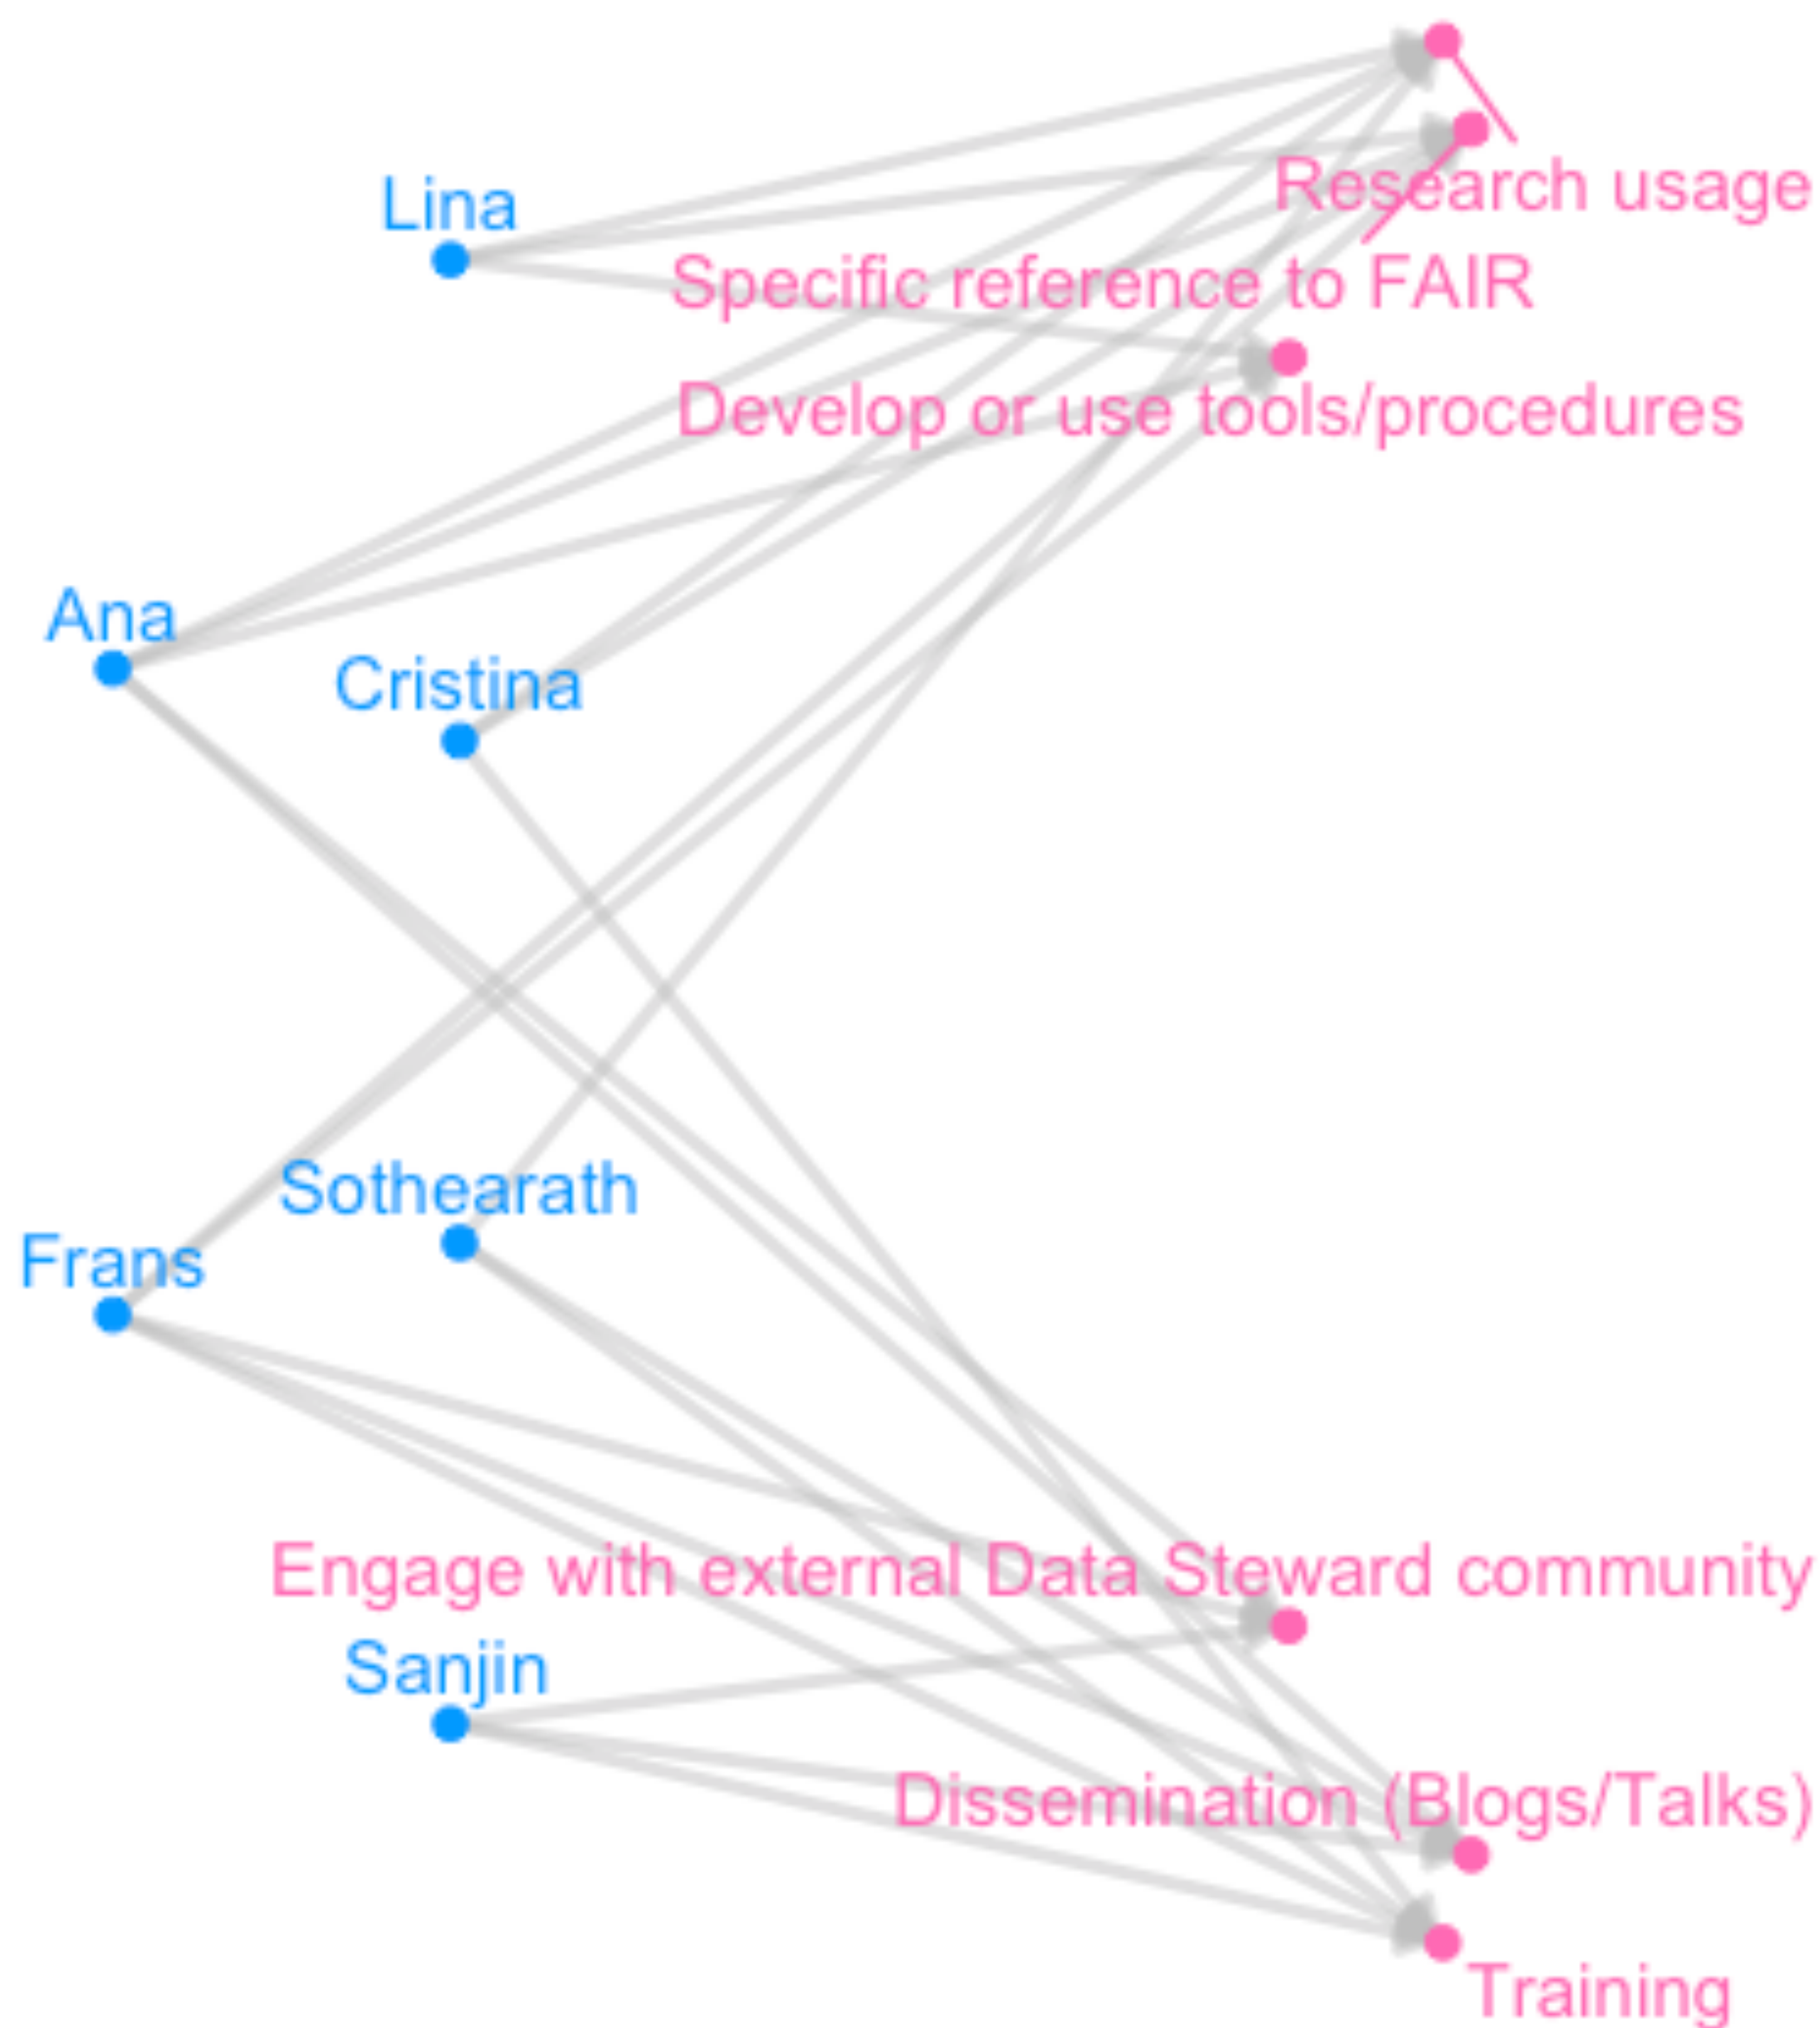 Research usage
Lina
Specific reference to FAIR
Develop or use tools/procedures
Ana
Cristina
Sothearath
Frans
Engage with external Data Steward community
Sanjin
Dissemination (Blogs/Talks)
Training